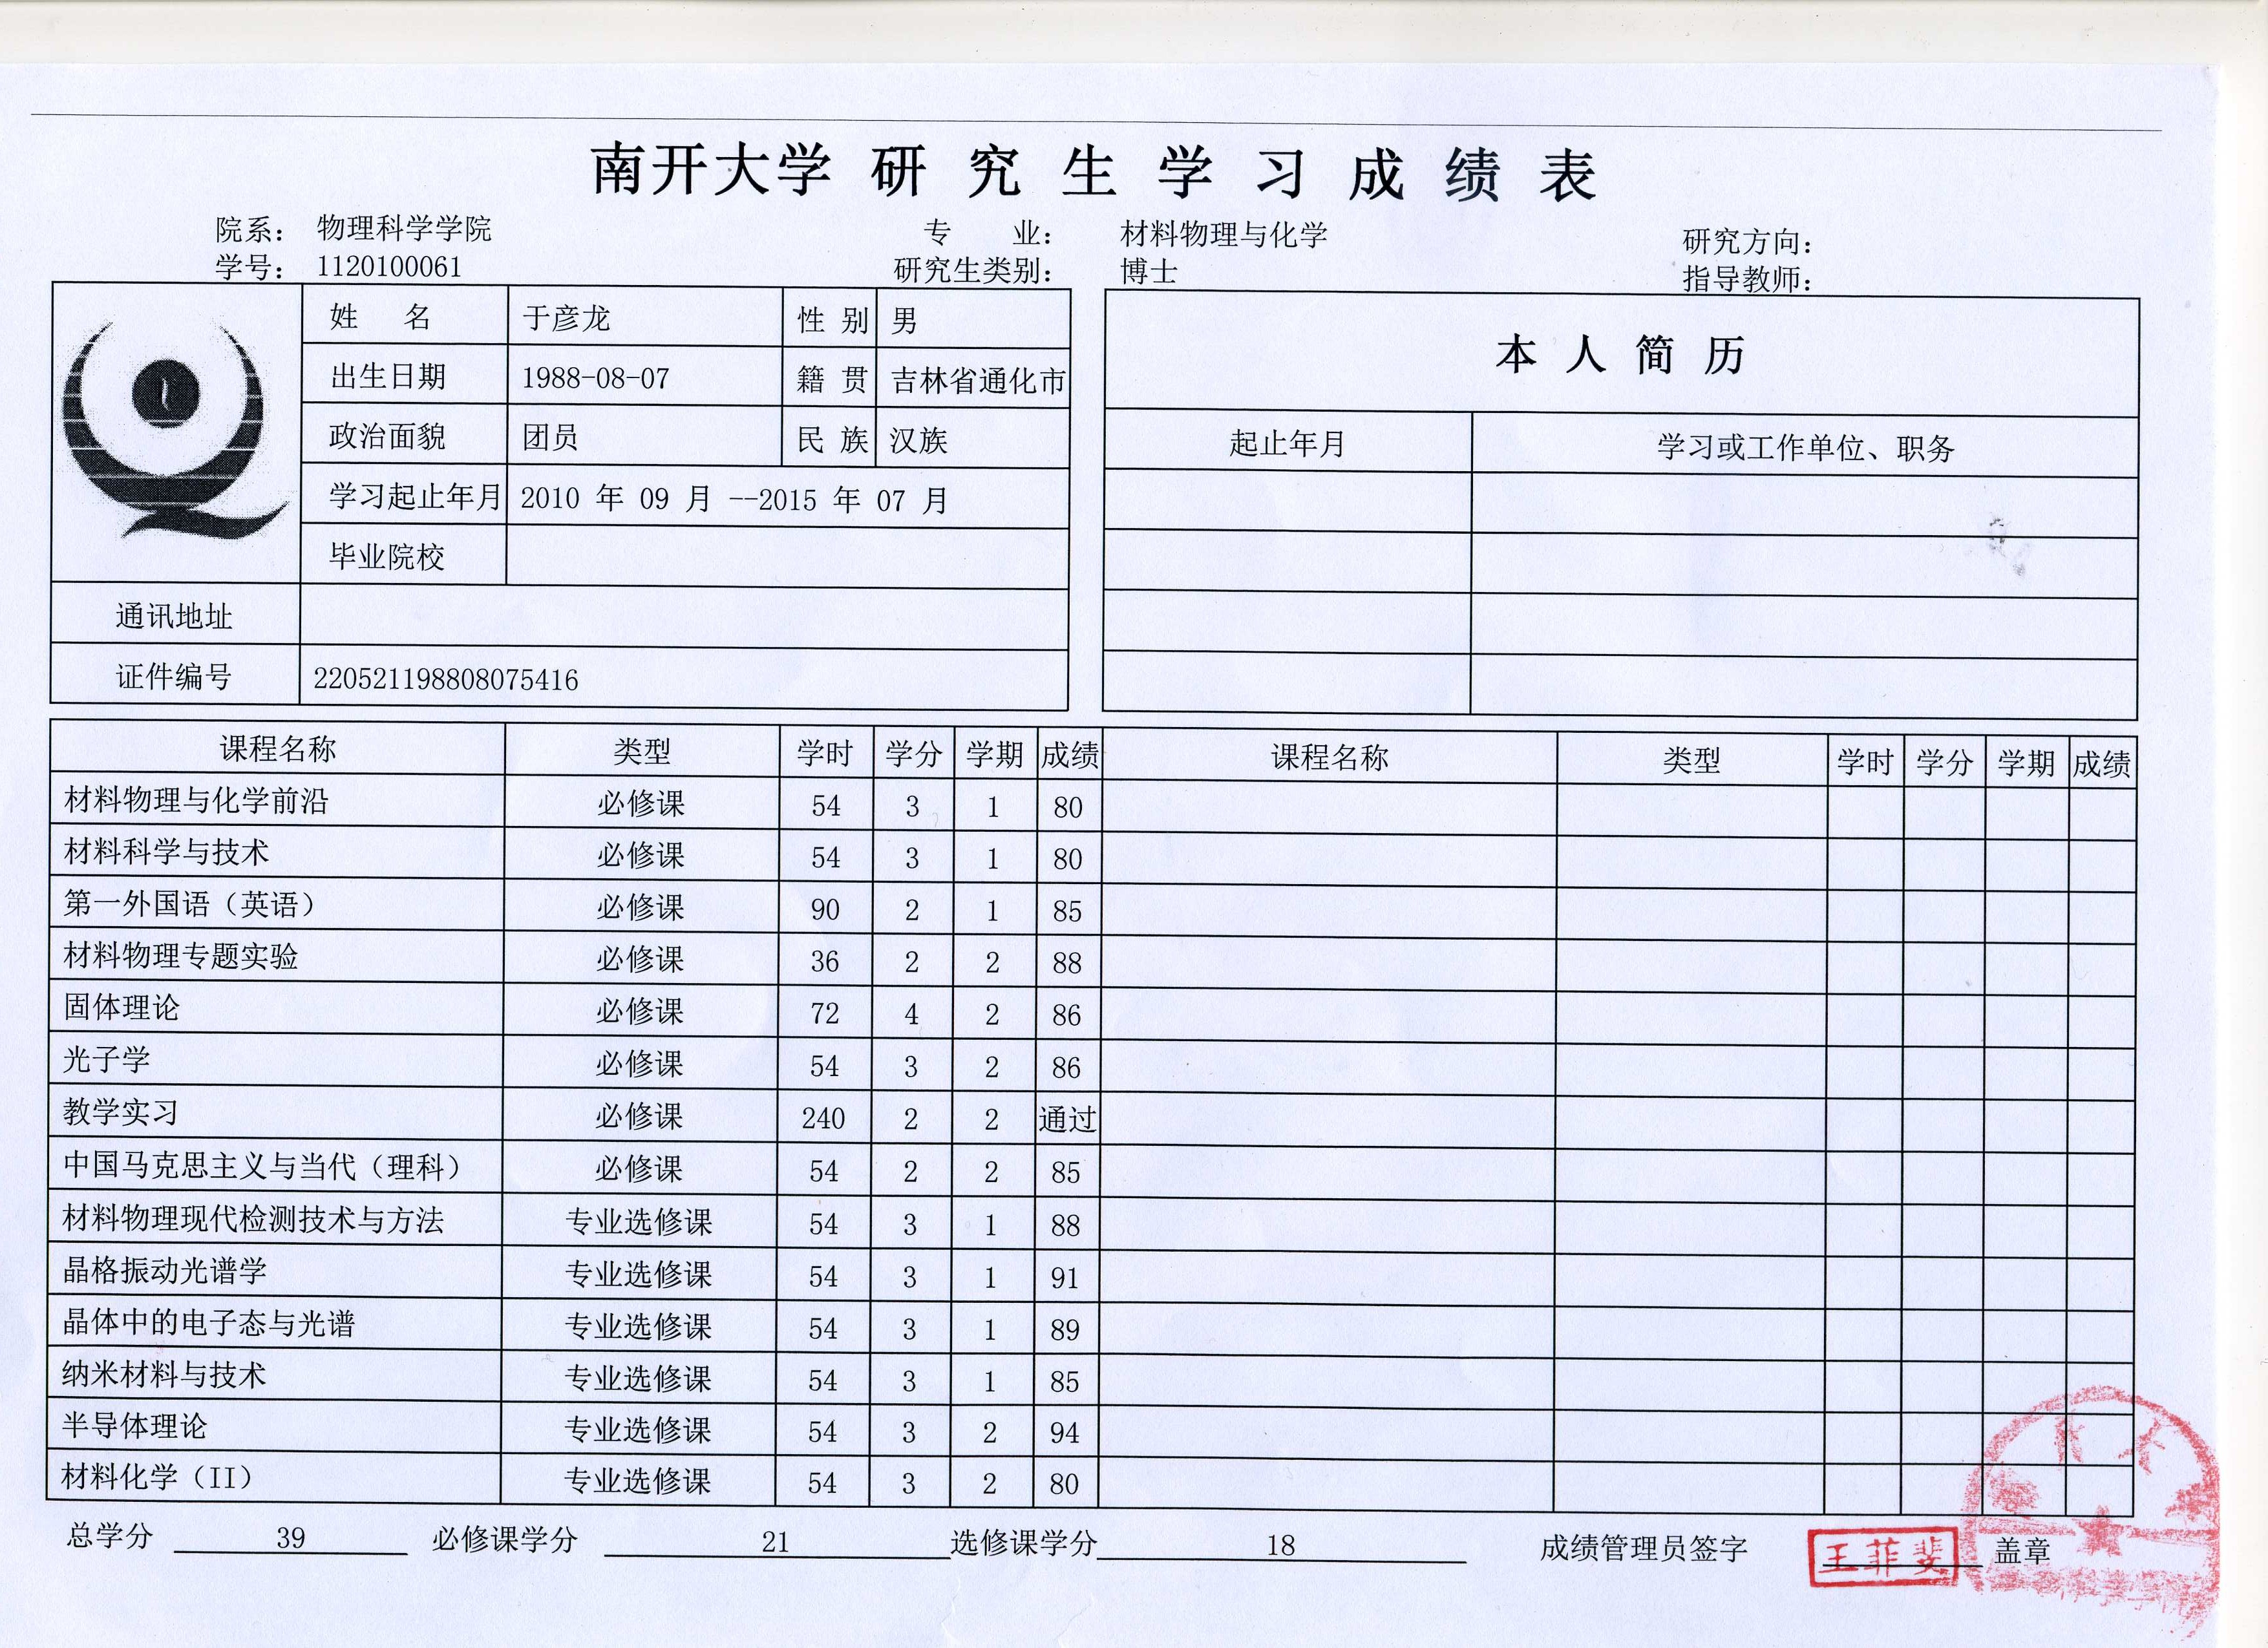 南开大学 研究生学习成绩表
院系： 物理科学学院 专 业： 材料物理与化学 研究方向：
学号： 1120100061 研究生类别： 博士 指导教师：
姓 名 于彦龙 性 别 男
出生日期 1988-08-07 籍 贯 吉林省通化市
政治面貌 团员 民 族 汉族
学习起止年月 2010 年 09 月 --2015 年 07 月
毕业院校
通讯地址
证件编号 220521198808075416
本人简历
起止年月 学习或工作单位、职务
课程名称 类型 学时 学分 学期 成绩 课程名称 类型 学时 学分 学期 成绩
材料物理与化学前沿 必修课 54 3 1 80
材料科学与技术 必修课 54 3 1 80
第一外国语（英语） 必修课 90 2 1 85
材料物理专题实验 必修课 36 2 2 88
固体理论 必修课 72 4 2 86
光子学 必修课 54 3 2 86
教学实习 必修课 240 2 2 通过
中国马克思主义与当代（理科） 必修课 54 2 2 85
材料物理现代检测技术与方法 专业选修课 54 3 1 88
晶格振动光谱学 专业选修课 54 3 1 91
晶体中的电子态与光谱 专业选修课 54 3 1 89
纳米材料与技术 专业选修课 54 3 1 85
半导体理论 专业选修课 54 3 2 94
材料化学（II） 专业选修课 54 3 2 80
总学分 39 必修课学分 21 选修课学分 18 成绩管理员签字 王菲斐 盖章